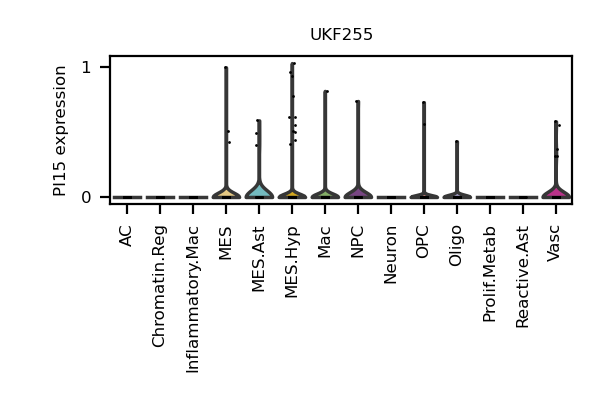 UKF255
PI15 expression
1
0
AC
Chromatin.Reg
Inflammatory.Mac
MES
MES.Ast
MES.Hyp
Mac
NPC
Neuron
OPC
Oligo
Prolif.Metab
Reactive.Ast
Vasc